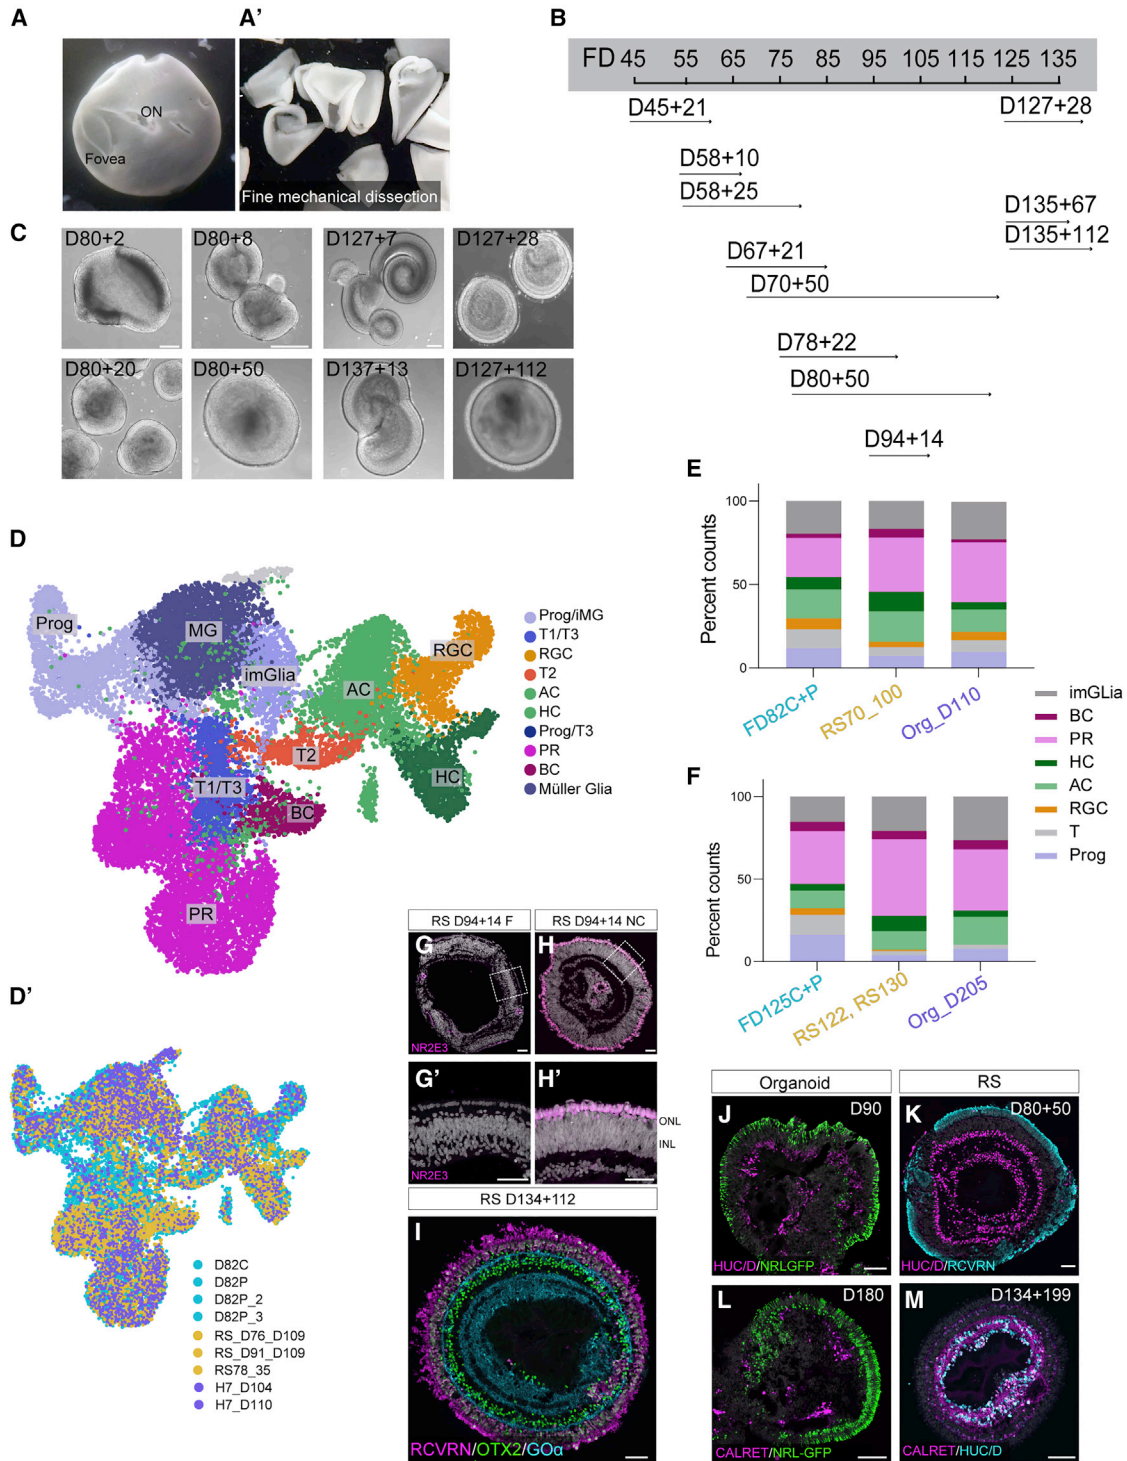 A
A'
B
ON
Fovea
Fine mechanical dissection
FD 45 55 65 75 85 95 105 115 125 135
D45+21
D127+28
D58+10
D58+25
D135+67
D135+112
D67+21
D70+50
D78+22
D80+50
D94+14
C
D80+2
D80+8
D127+7
D127+28
D80+20
D80+50
D137+13
D127+112
D
Prog
MG
imGlia
AC
RGC
T2
T1/T3
HC
BC
PR
Prog/iMG
T1/T3
RGC
T2
AC
HC
Prog/T3
PR
BC
Müller Glia
E
Percent counts
100
50
0
FD82C+P
RS70_100
Org_D110
imGLia
BC
PR
HC
AC
RGC
T
Prog
F
Percent counts
100
50
0
FD125C+P
RS122, RS130
Org_D205
D'
D82C
D82P
D82P_2
D82P_3
RS_D76_D109
RS_D91_D109
RS78_35
H7_D104
H7_D110
RS D94+14 F
RS D94+14 NC
G
H
NR2E3
G'
H'
ONL
INL
NR2E3
RS D134+112
I
RCVRN/OTX2/GOα
Organoid
RS
J
D90
HUC/D/NRLGFP
K
D80+50
HUC/D/RCVRN
L
D180
CALRET/NRL-GFP
M
D134+199
CALRET/HUC/D